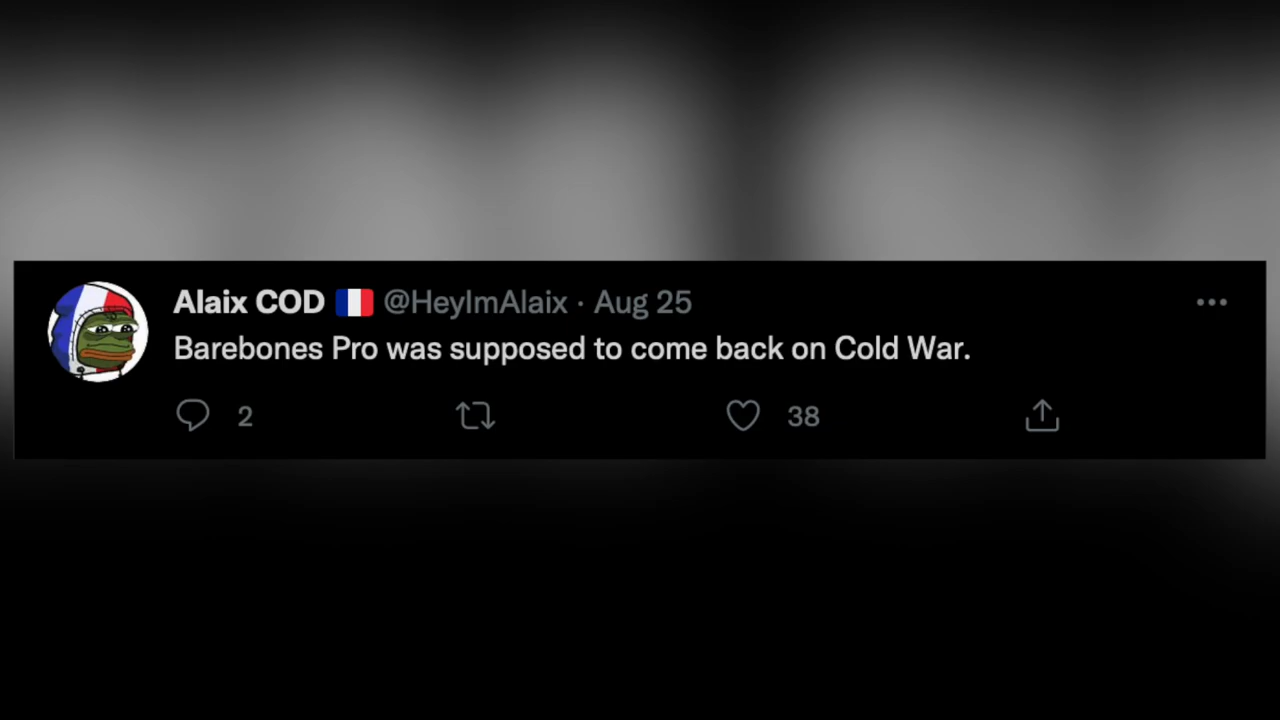 Alaix COD 🇫🇷 @HeyImAlaix · Aug 25
Barebones Pro was supposed to come back on Cold War.
2 38